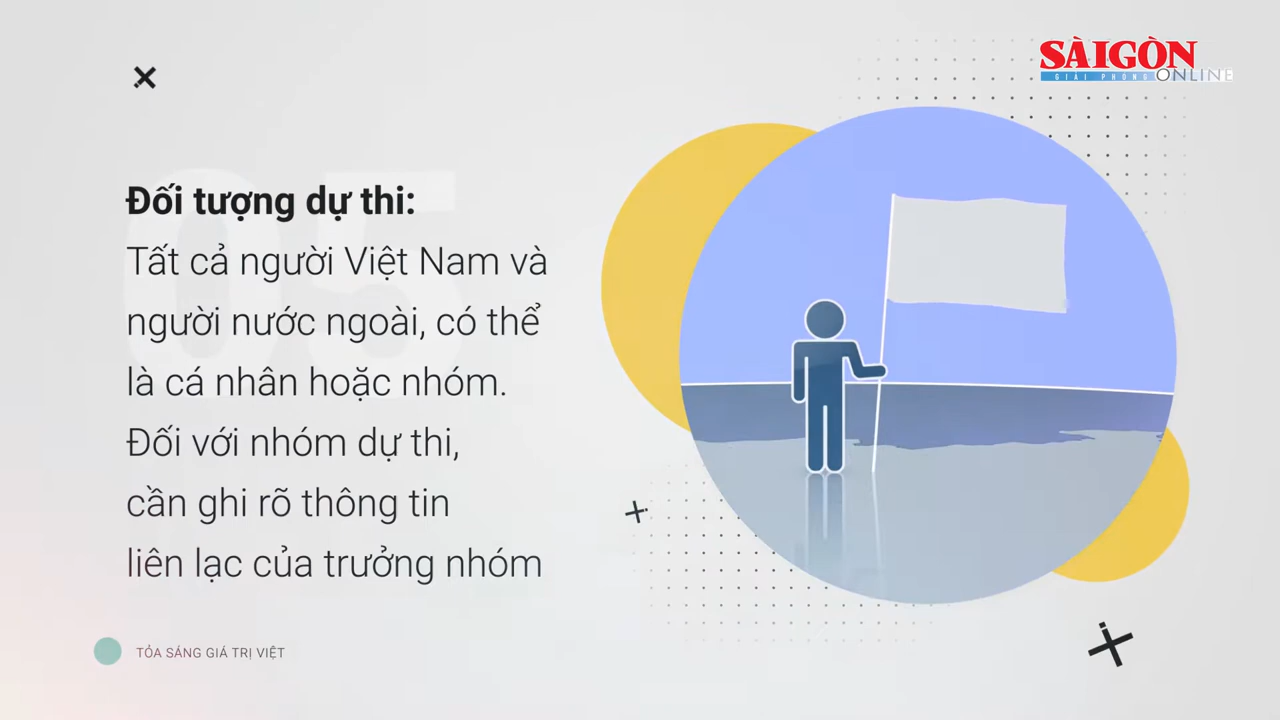 SÀIGÒN
GIẢI PHÓNG ONLINE
05
Đối tượng dự thi:
Tất cả người Việt Nam và
người nước ngoài, có thể
là cá nhân hoặc nhóm.
Đối với nhóm dự thi,
cần ghi rõ thông tin
liên lạc của trưởng nhóm
TỎA SÁNG GIÁ TRỊ VIỆT